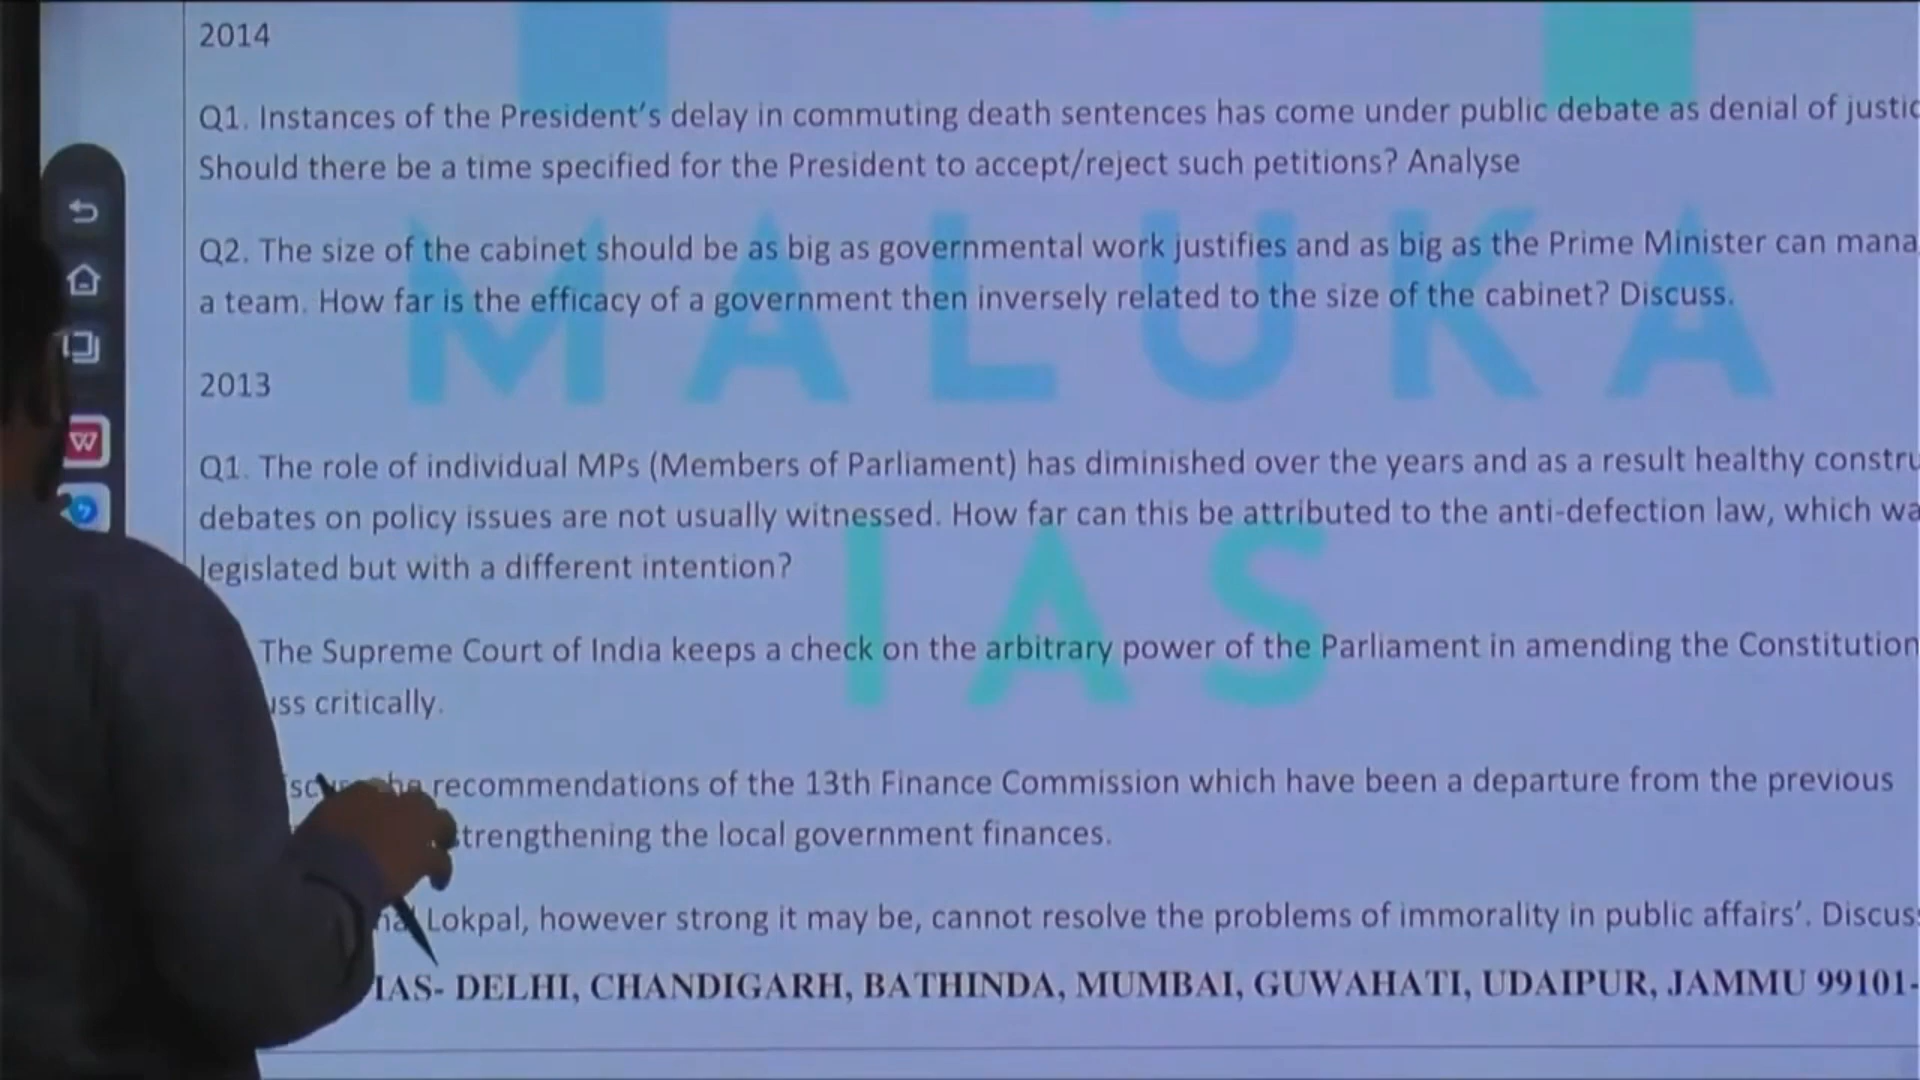 2014
Q1. Instances of the President's delay in commuting death sentences has come under public debate as denial of
Should there be a time specified for the President to accept/reject such petitions? Analyse
Q2. The size of the cabinet should be as big as governmental work justifies and as big as the Prime Minister can
a team. How far is the efficacy of a government then inversely related to the size of the cabinet? Discuss.
MALUKA
2013
Q1. The role of individual MPs (Members of Parliament) has diminished over the years and as a result healthy
debates on policy issues are not usually witnessed. How far can this be attributed to the anti-defection law, which
legislated but with a different intention?
IAS
The Supreme Court of India keeps a check on the arbitrary power of the Parliament in amending the Constitution
critically.
recommendations of the 13th Finance Commission which have been a departure from the previous
strengthening the local government finances.
Lokpal, however strong it may be, cannot resolve the problems of immorality in public affairs'. Discuss
IAS- DELHI, CHANDIGARH, BATHINDA, MUMBAI, GUWAHATI, UDAIPUR, JAMMU 99101-